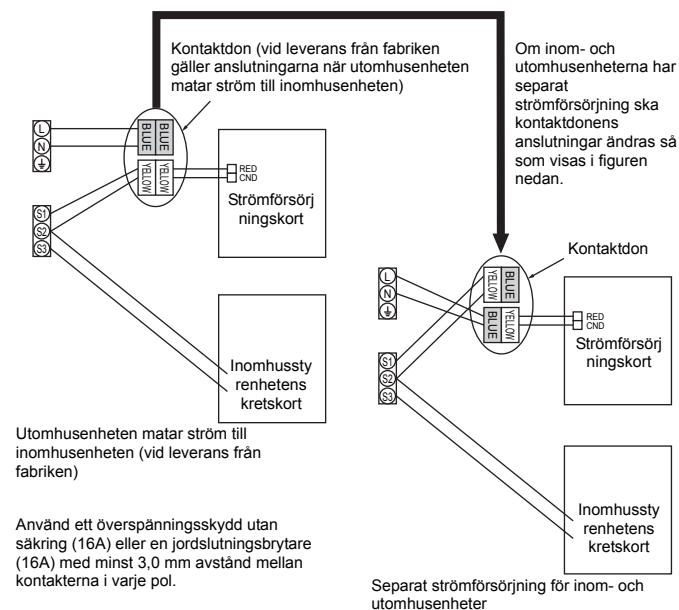 Kontaktdon (vid leverans från fabriken
gäller anslutningarna när utomhusenheten
matar ström till inomhusenheten)
L
N
BLUE
BLUE
YELLOW
YELLOW
RED
CND
Strömförsörj
ningskort
S1
S2
S3
Inomhussty
renhetens
kretskort
Utomhusenheten matar ström till
inomhusenheten (vid leverans från
fabriken)
Använd ett överspänningsskydd utan
säkring (16A) eller en jordslutningsbrytare
(16A) med minst 3,0 mm avstånd mellan
kontakterna i varje pol.
Om inom- och
utomhusenheterna har
separat
strömförsörjning ska
kontaktdonens
anslutningar ändras så
som visas i figuren
nedan.
Kontaktdon
L
N
YELLOW
BLUE
BLUE
YELLOW
RED
CND
Strömförsörj
ningskort
S1
S2
S3
Inomhussty
renhetens
kretskort
Separat strömförsörjning för inom- och
utomhusenheter